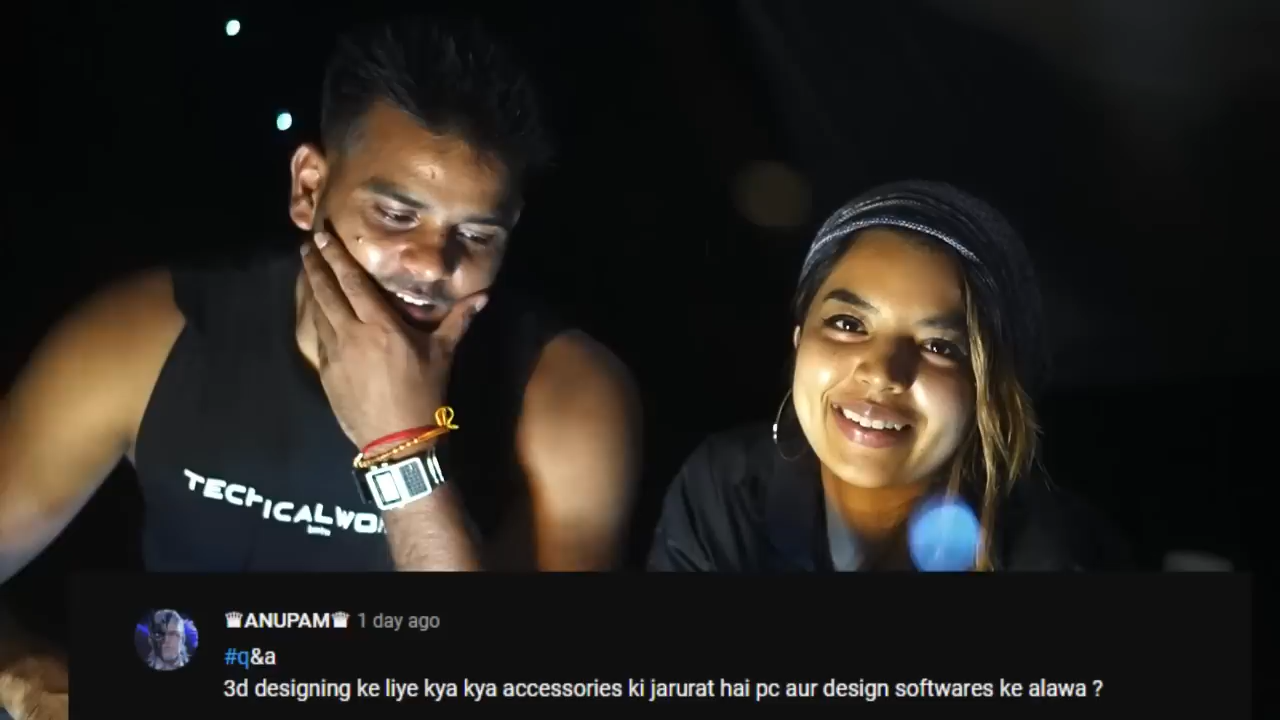 TECHICALWO
♛ANUPAM♛ 1 day ago
#q&a
3d designing ke liye kya kya accessories ki jarurat hai pc aur design softwares ke alawa ?